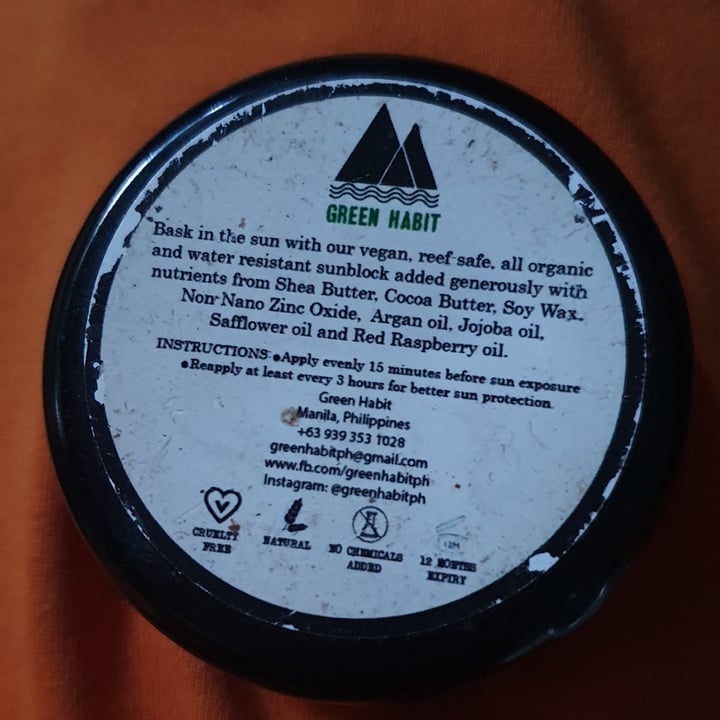 GREEN HABIT
Bask in the sun with our vegan, reef-safe, all organic
and water resistant sunblock added generously with
nutrients from Shea Butter, Cocoa Butter, Soy Wax,
Non-Nano Zinc Oxide, Argan oil, Jojoba oil,
Safflower oil and Red Raspberry oil.
INSTRUCTIONS: •Apply evenly 15 minutes before sun exposure
•Reapply at least every 3 hours for better sun protection.
Green Habit
Manila, Philippines
+63 939 353 1028
greenhabitph@gmail.com
www.fb.com/greenhabitph
Instagram: @greenhabitph
12M
CRUELTY FREE
NATURAL
NO CHEMICALS ADDED
12 MONTHS EXPIRY